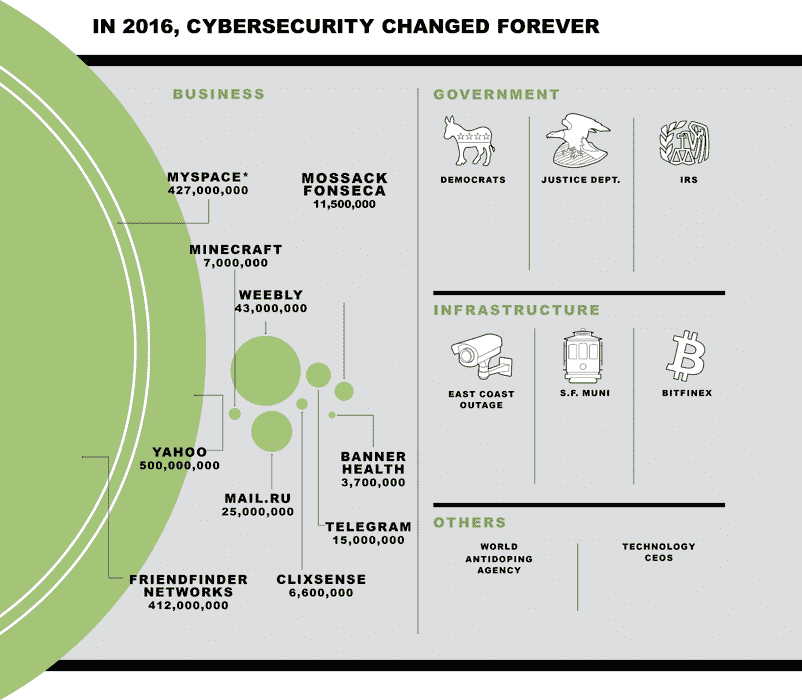 IN 2016, CYBERSECURITY CHANGED FOREVER
BUSINESS
MYSPACE*
427,000,000
MOSSACK
FONSECA
11,500,000
MINECRAFT
7,000,000
WEEBLY
43,000,000
YAHOO
500,000,000
BANNER
HEALTH
3,700,000
MAIL.RU
25,000,000
TELEGRAM
15,000,000
FRIENDFINDER
NETWORKS
412,000,000
CLIXSENSE
6,600,000
GOVERNMENT
DEMOCRATS
JUSTICE DEPT.
IRS
INFRASTRUCTURE
EAST COAST
OUTAGE
S.F. MUNI
BITFINEX
OTHERS
WORLD
ANTIDOPING
AGENCY
TECHNOLOGY
CEOS